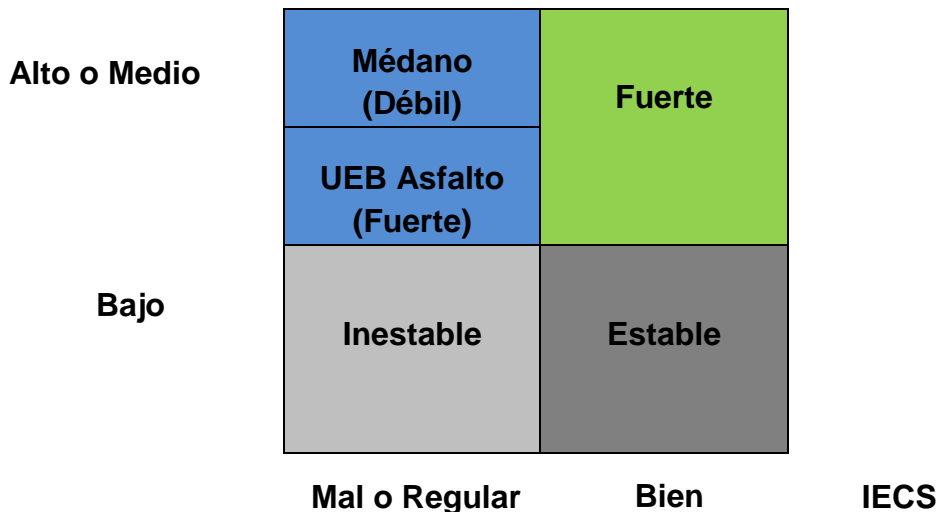 Alto o Medio
Médano
(Débil)
Fuerte
UEB Asfalto
(Fuerte)
Bajo
Inestable
Estable
Mal o Regular
Bien
IECS